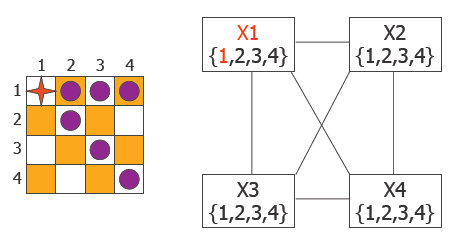 1 2 3 4
1
2
3
4
X1
{1,2,3,4}
X2
{1,2,3,4}
X3
{1,2,3,4}
X4
{1,2,3,4}